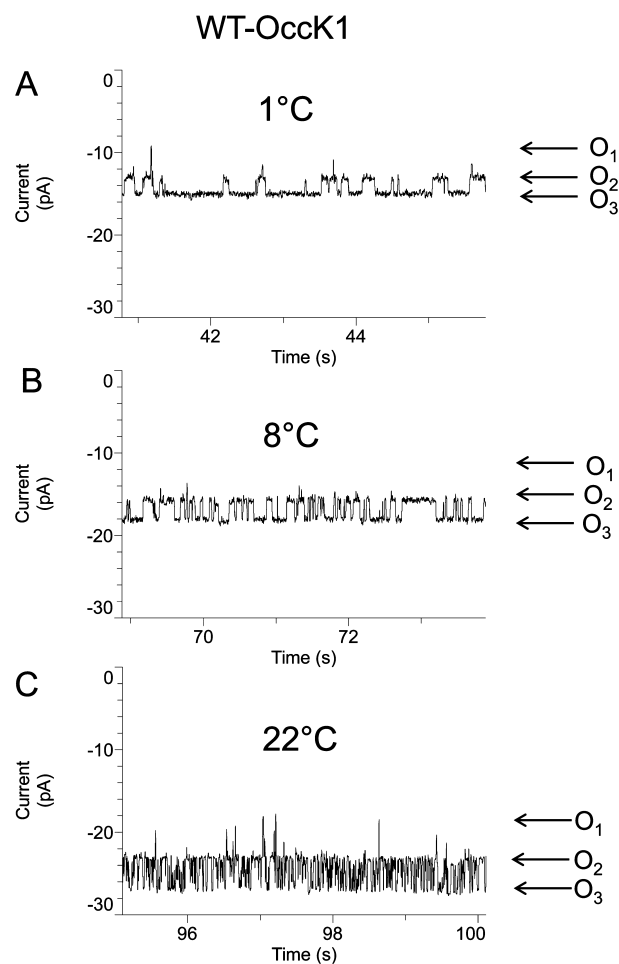 WT-OccK1
A
1°C
0
-10
-20
-30
Current
(pA)
42
44
Time (s)
O1
O2
O3
B
8°C
0
-10
-20
-30
Current
(pA)
70
72
Time (s)
O1
O2
O3
C
22°C
0
-10
-20
-30
Current
(pA)
96
98
100
Time (s)
O1
O2
O3